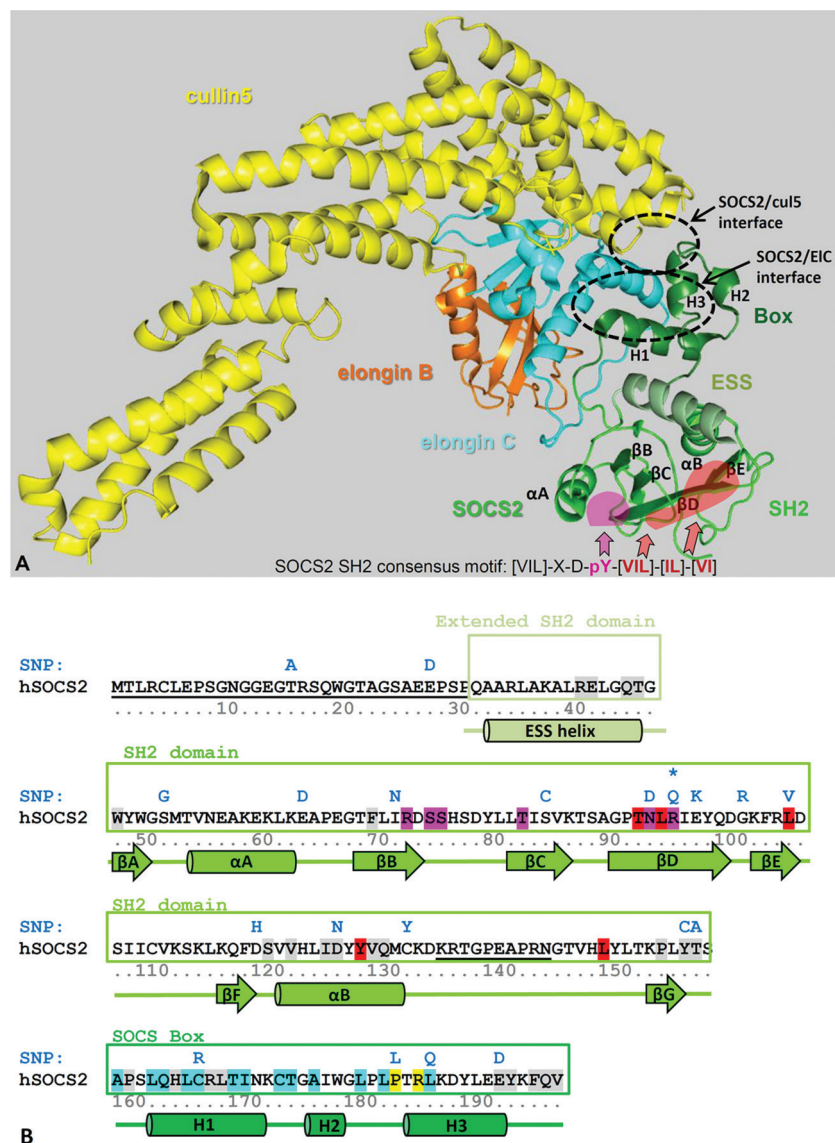 cullin5
SOCS2/cul5
interface
SOCS2/ElC
interface
H3
H2
Box
H1
elongin B
ESS
elongin C
βB
αB
βC
βE
αA
SOCS2
βD
SH2
A
SOCS2 SH2 consensus motif: [VIL]-X-D-pY-[VIL]-[IL]-[VI]
Extended SH2 domain
SNP: A D
hSOCS2 MTLRCLEPSGNGGEGTRSQWGTAGSAEEPSPQAARLAKALRELGQTG
........10........20........30........40.......
ESS helix
SH2 domain
*
SNP: G D N C D Q K R V
hSOCS2 WYWGSMTVNEAKEKLKEAPEGTFLIRDSSHSDYLLTISVKTSAGPTNLRIEYQDGKFRLD
..50........60........70........80........90.......100.......
βA αA βB βC βD βE
SH2 domain
SNP: H N Y CA
hSOCS2 SIICVKSKLKQFDSVVHLIDYYVQMCKDKRTGPEAPRNGTVHLYLTKPLYTS
..110.......120.......130.......140.......150........
βF αB βG
SOCS Box
SNP: R L Q D
hSOCS2 APSLQHLCRLTINKCTGAIWGLPLPTRLKDYLEEYKFQV
160.......170.......180.......190.......
H1 H2 H3
B